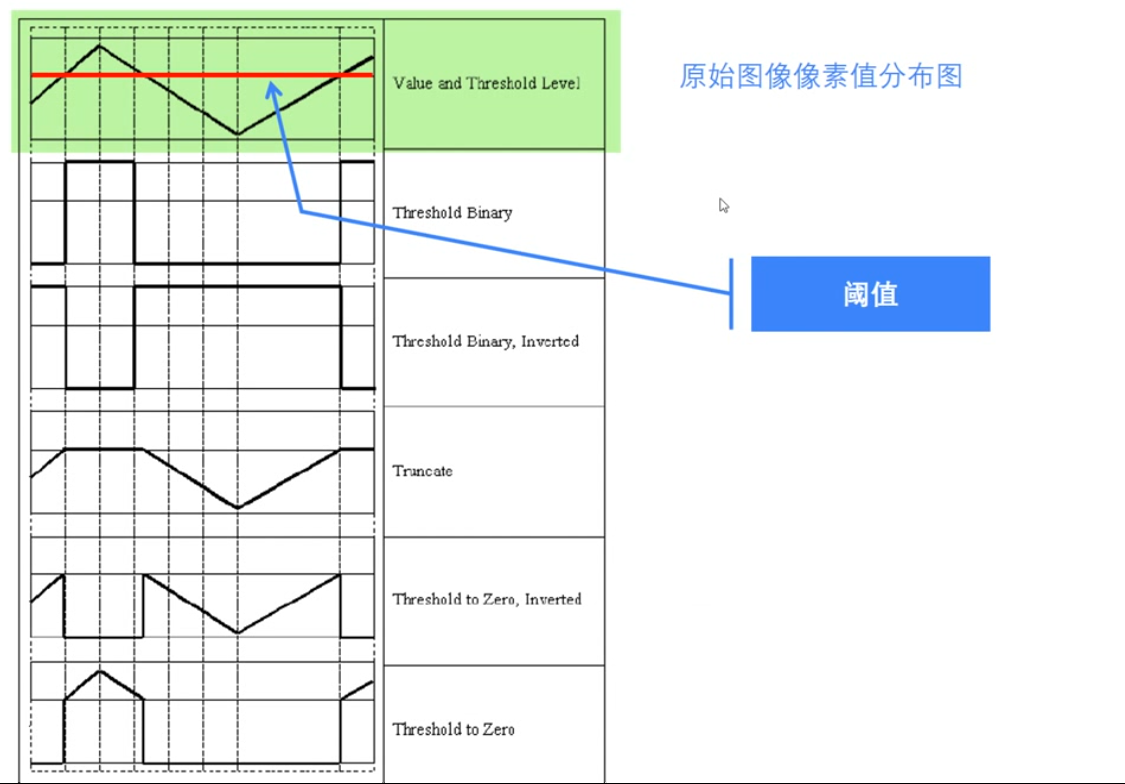 Value and Threshold Level
原始图像像素值分布图
Threshold Binary
阈值
Threshold Binary, Inverted
Truncate
Threshold to Zero, Inverted
Threshold to Zero